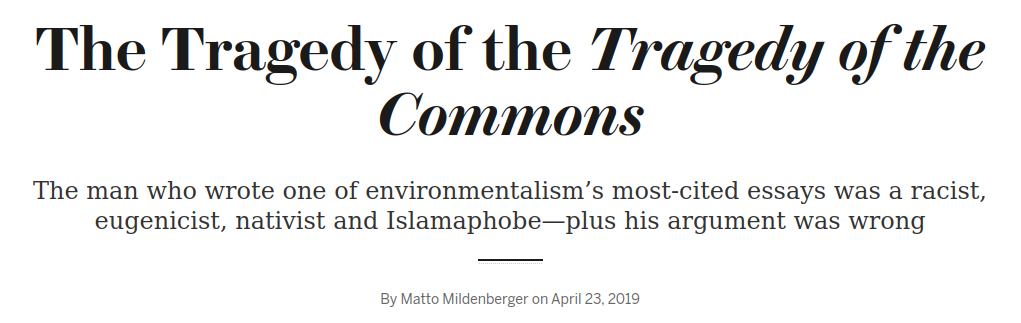 The Tragedy of the Tragedy of the
Commons
The man who wrote one of environmentalism’s most-cited essays was a racist,
eugenicist, nativist and Islamaphobe—plus his argument was wrong
By Matto Mildenberger on April 23, 2019